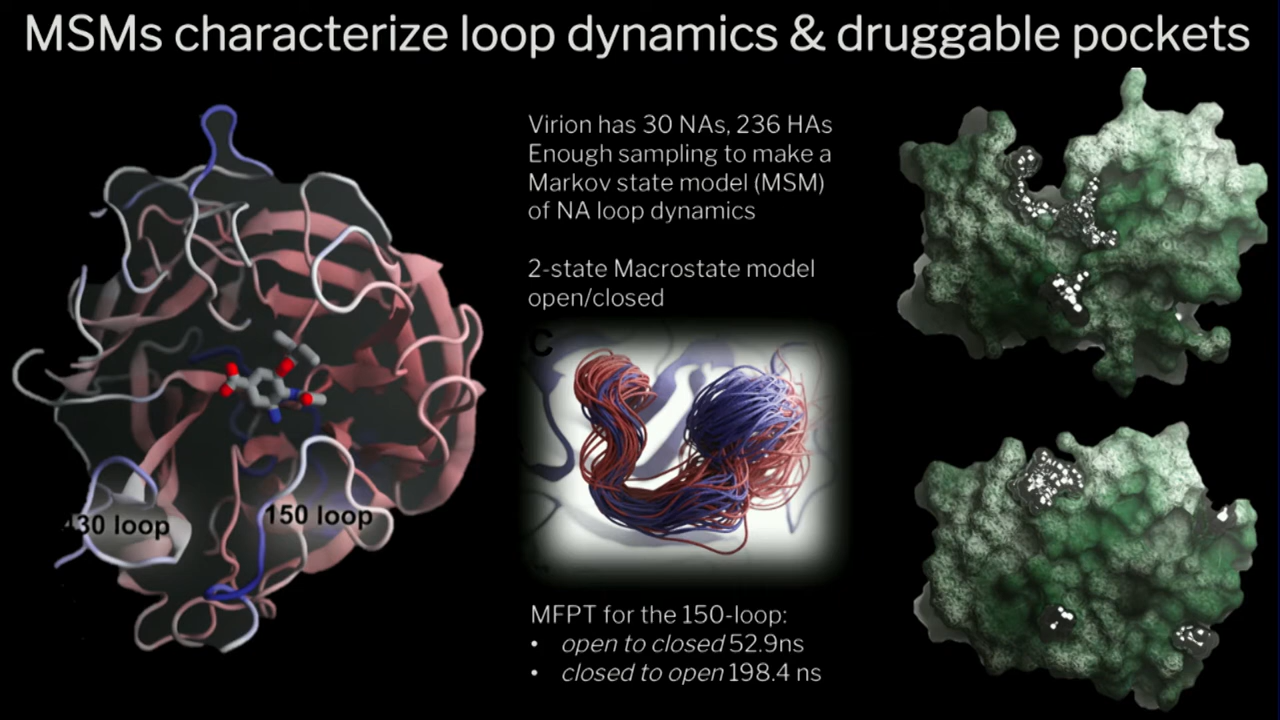 MSMs characterize loop dynamics & druggable pockets
Virion has 30 NAs, 236 HAs
Enough sampling to make a
Markov state model (MSM)
of NA loop dynamics
2-state Macrostate model
open/closed
C
430 loop
150 loop
MFPT for the 150-loop:
• open to closed 52.9ns
• closed to open 198.4 ns